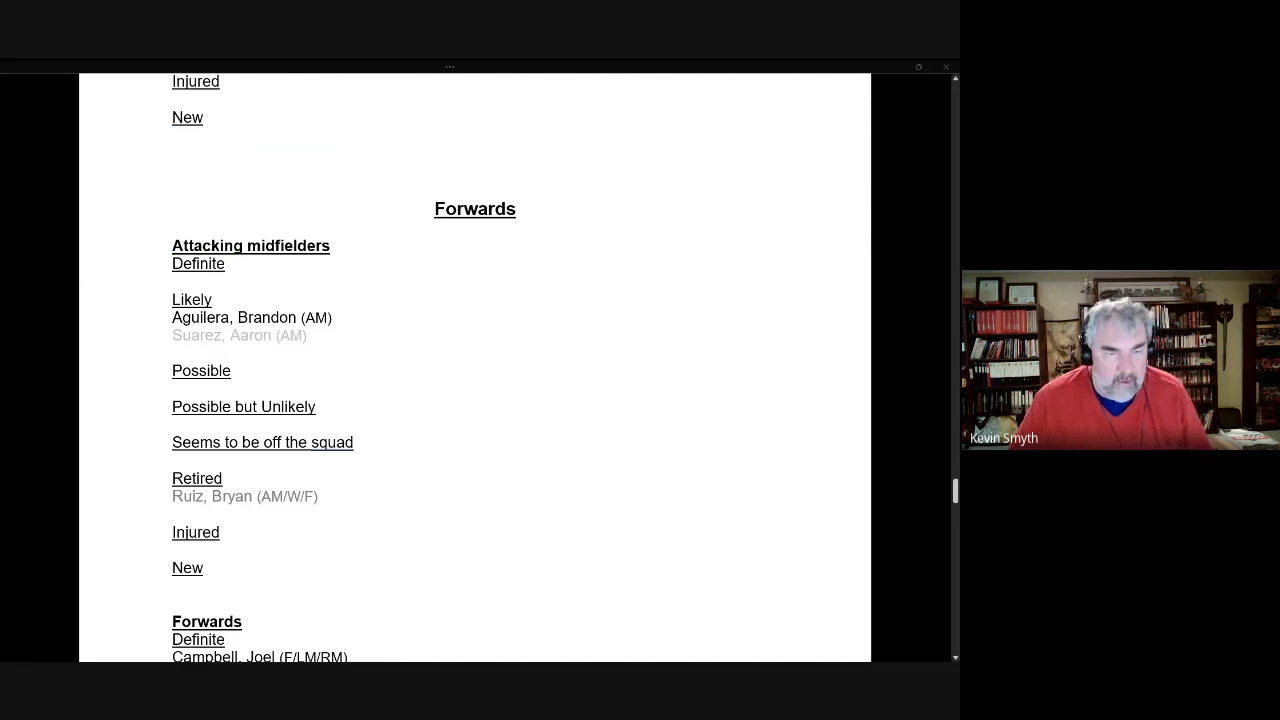 Injured
New
Forwards
Attacking midfielders
Definite
Likely
Aguilera, Brandon (AM)
Suarez, Aaron (AM)
Possible
Possible but Unlikely
Seems to be off the squad
Retired
Ruiz, Bryan (AM/W/F)
Injured
New
Forwards
Definite
Campbell, Joel (F/LM/RM)
Kevin Smyth